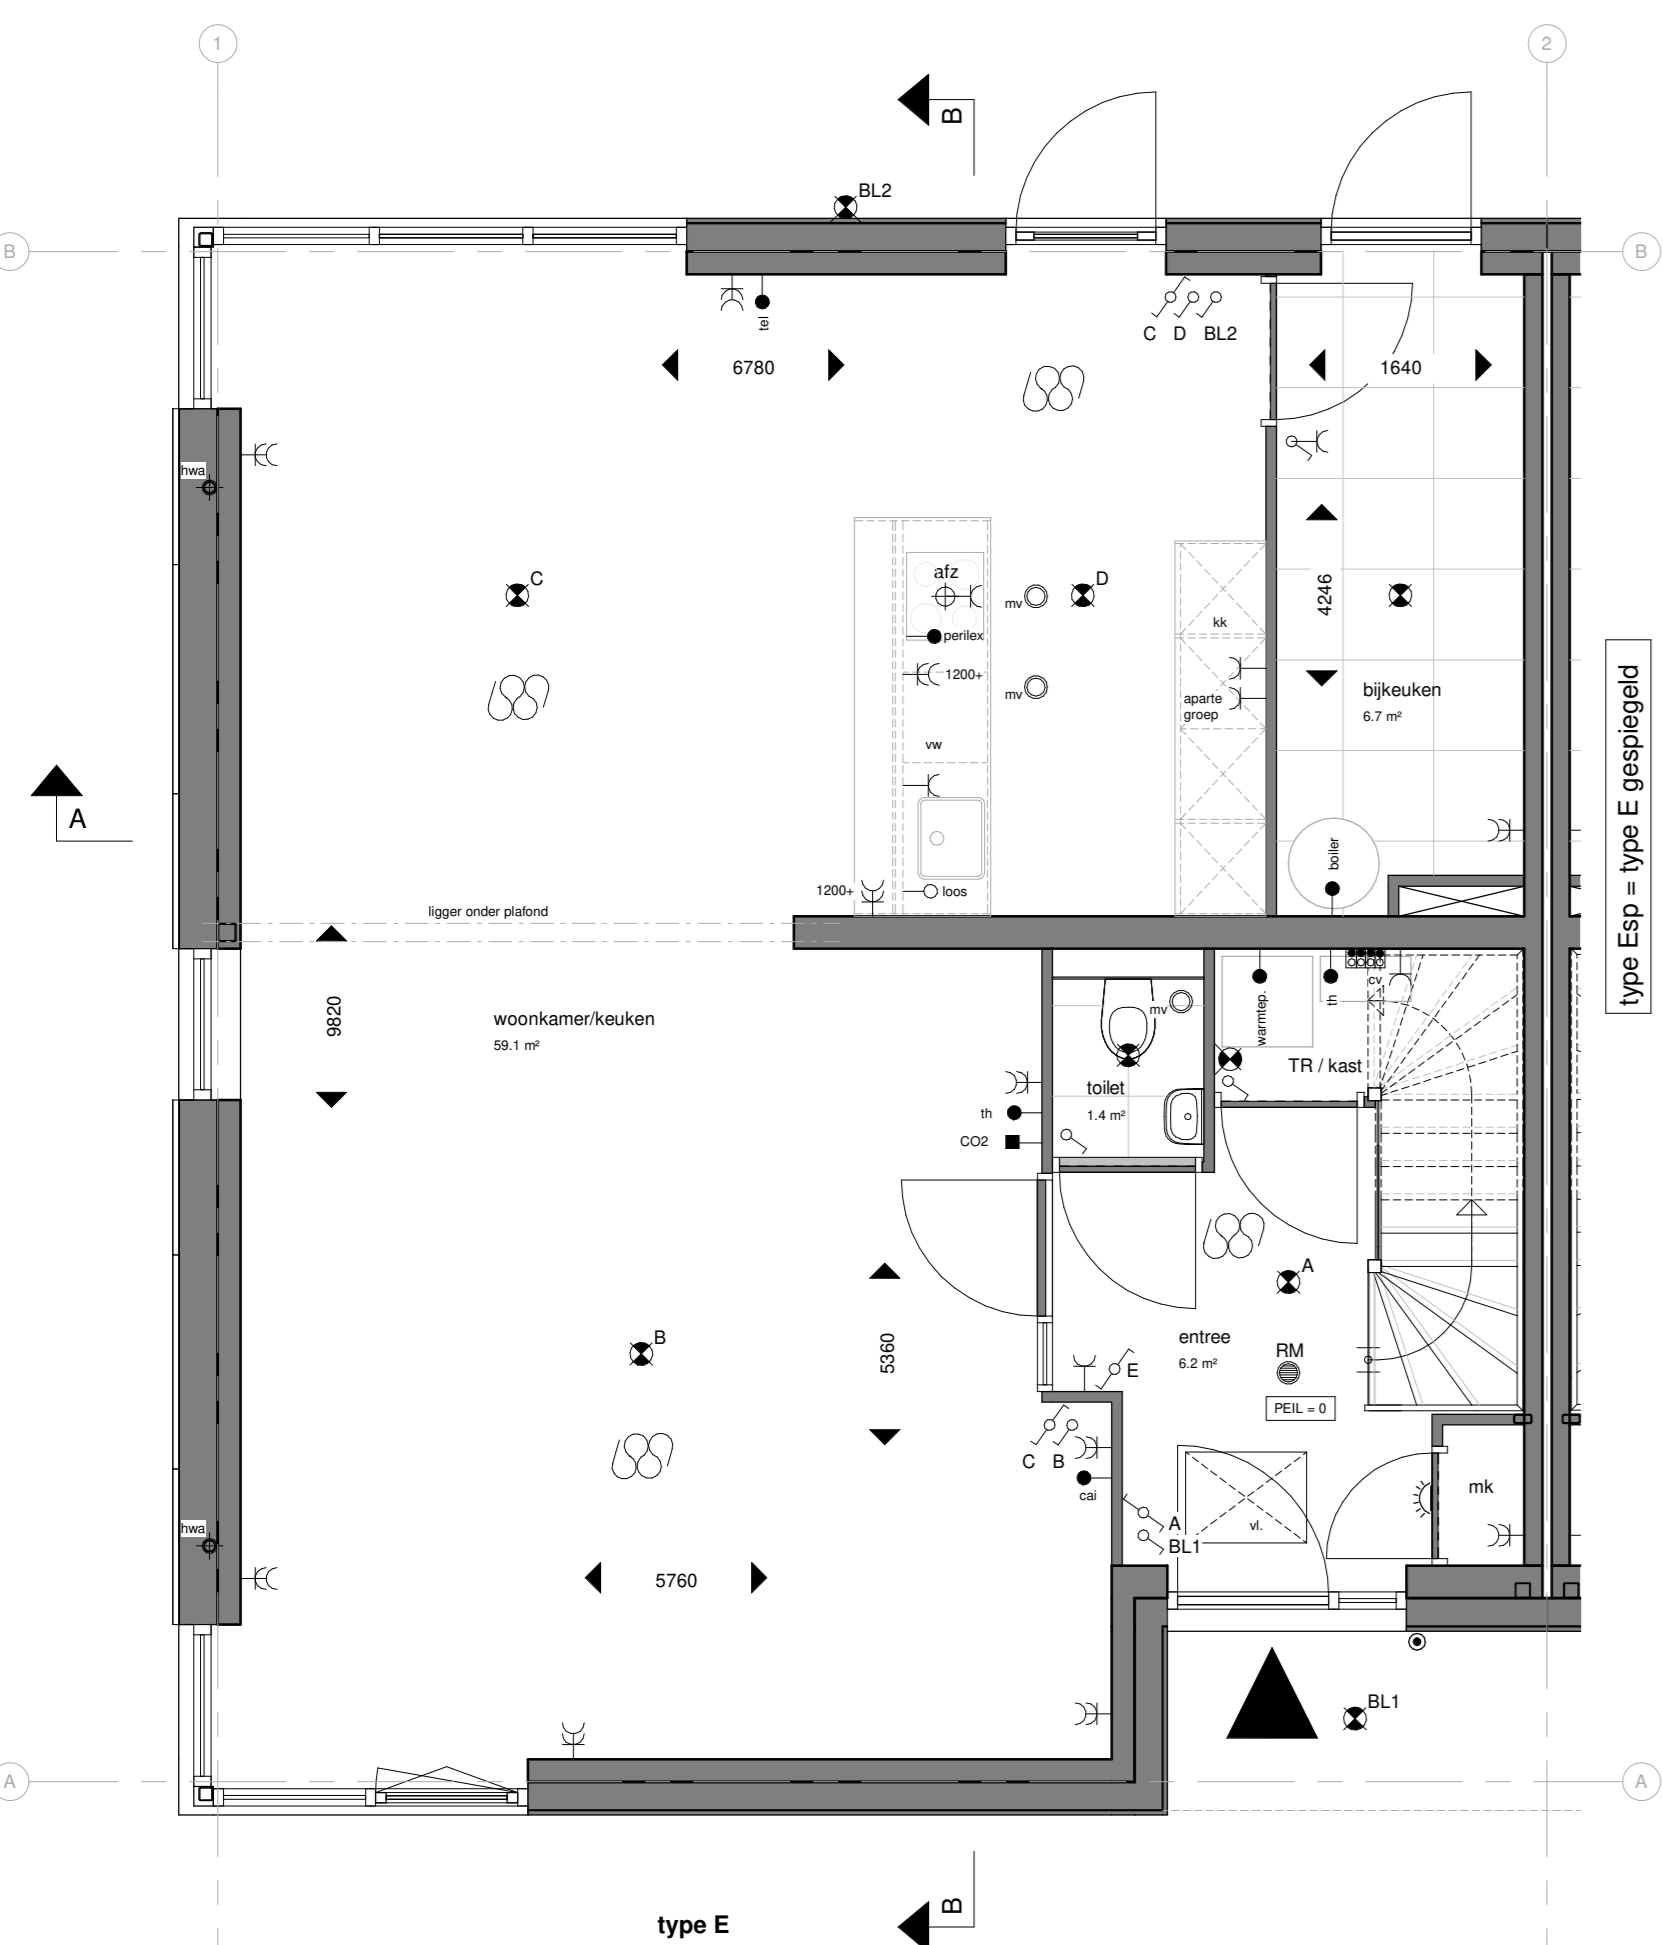 1
2
B
BL2
B
B
tel
C D BL2
6780
1640
hwa
C
afz
mv
D
4246
kk
perilex
1200+
mv
aparte
groep
bijkeuken
6.7 m²
type Esp = type E gespiegeld
vw
A
boiler
1200+
loos
ligger onder plafond
9820
woonkamer/keuken
59.1 m²
mv
warmtep.
th
cv
TR / kast
toilet
1.4 m²
th
CO2
A
B
5360
entree
6.2 m²
E
RM
PEIL = 0
C B
cai
mk
A
BL1
vl.
hwa
5760
BL1
A
A
B
type E